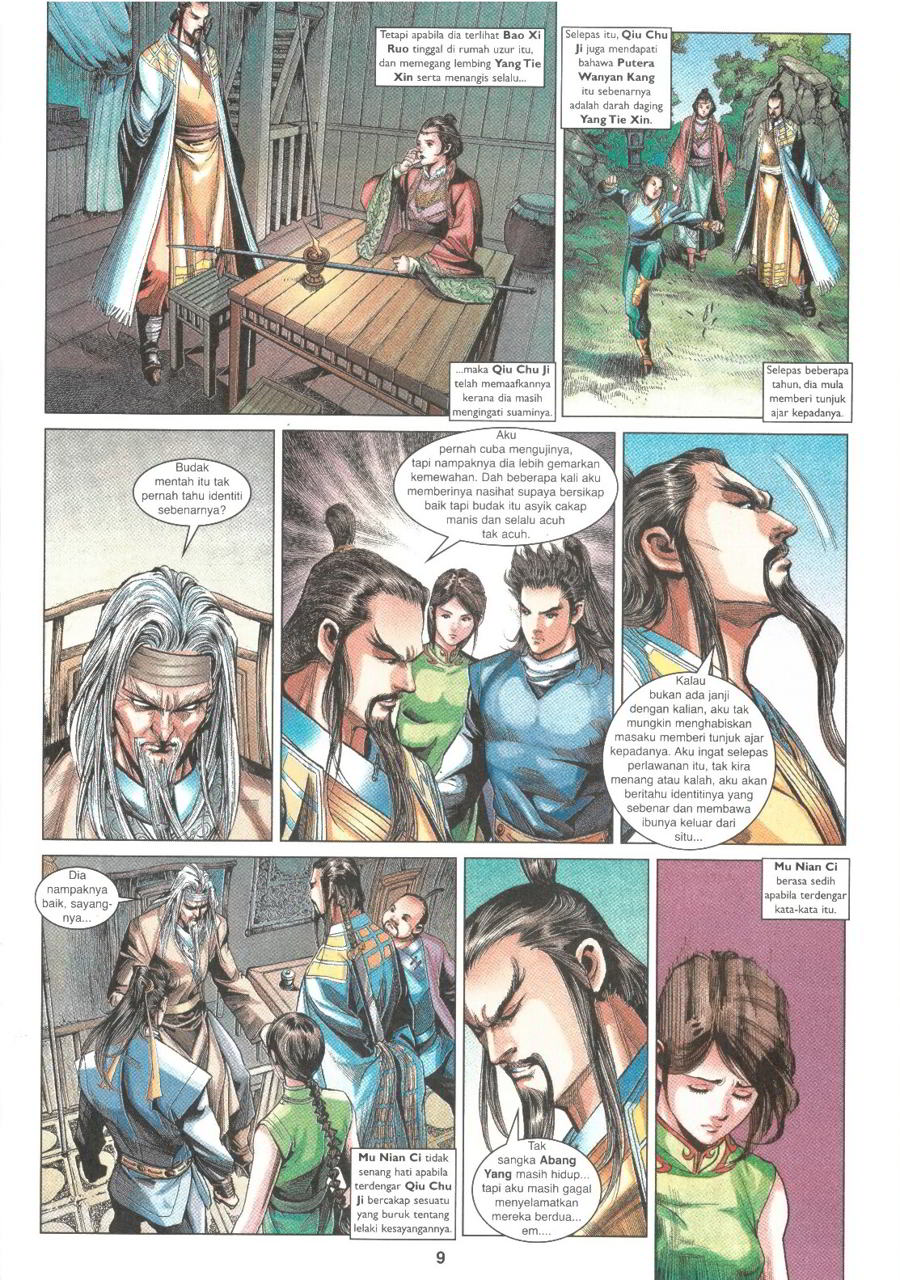 Tetapi apabila dia terlihat Bao Xi
Ruo tinggal di rumah uzur itu,
dan memegang lembing Yang Tie
Xin serta menangis selalu...
...maka Qiu Chu Ji
telah memaafkannya
kerana dia masih
mengingati suaminya.
Selepas itu, Qiu Chu
Ji juga mendapati
bahawa Putera
Wanyan Kang
itu sebenarnya
adalah darah daging
Yang Tie Xin.
Selepas beberapa
tahun, dia mula
memberi tunjuk
ajar kepadanya.
Budak
mentah itu tak
pernah tahu identiti
sebenarnya?
Aku
pernah cuba mengujinya,
tapi nampaknya dia lebih gemarkan
kemewahan. Dah beberapa kali aku
memberinya nasihat supaya bersikap
baik tapi budak itu asyik cakap
manis dan selalu acuh
tak acuh.
Kalau
bukan ada janji
dengan kalian, aku tak
mungkin menghabiskan
masaku memberi tunjuk ajar
kepadanya. Aku ingat selepas
perlawanan itu, tak kira
menang atau kalah, aku akan
beritahu identitinya yang
sebenar dan membawa
ibunya keluar dari
situ...
Dia
nampaknya
baik, sayang-
nya...
Mu Nian Ci tidak
senang hati apabila
terdengar Qiu Chu
Ji bercakap sesuatu
yang buruk tentang
lelaki kesayangannya.
Tak
sangka Abang
Yang masih hidup...
tapi aku masih gagal
menyelamatkan
mereka berdua...
em....
Mu Nian Ci
berasa sedih
apabila terdengar
kata-kata itu.
9